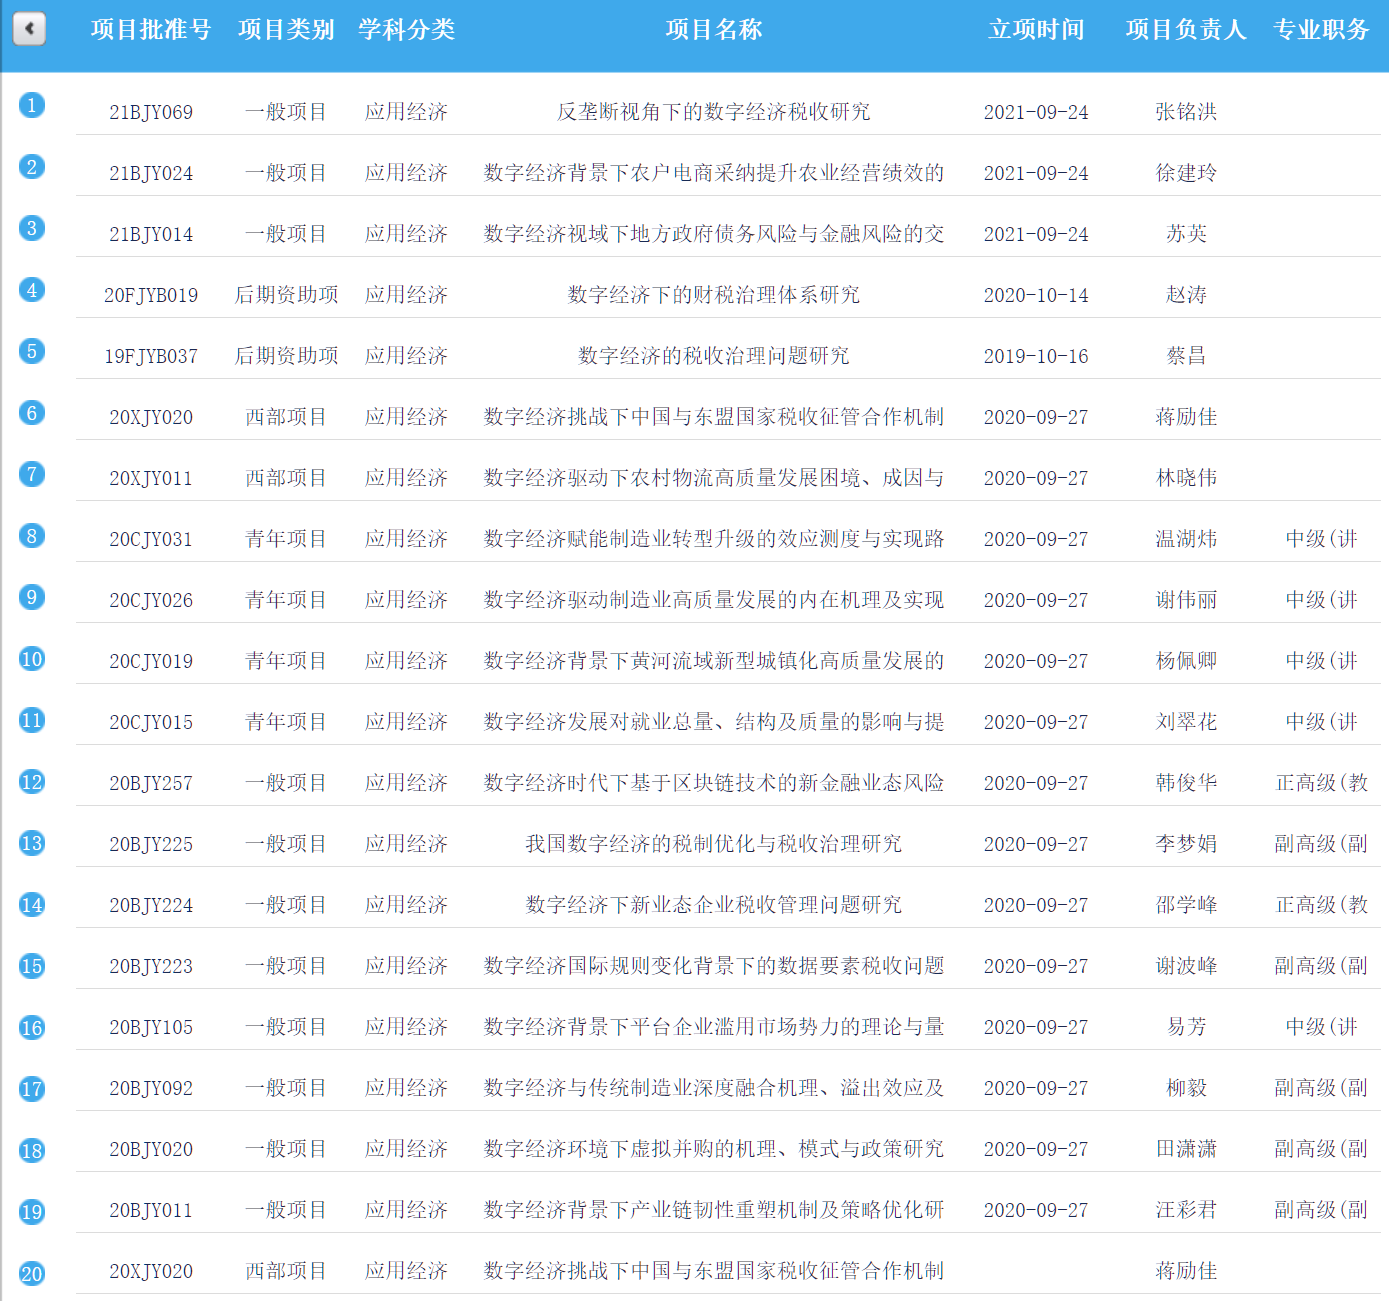 项目批准号 项目类别 学科分类 项目名称 立项时间 项目负责人 专业职务
1 21BJY069 一般项目 应用经济 反垄断视角下的数字经济税收研究 2021-09-24 张铭洪
2 21BJY024 一般项目 应用经济 数字经济背景下农户电商采纳提升农业经营绩效的 2021-09-24 徐建玲
3 21BJY014 一般项目 应用经济 数字经济视域下地方政府债务风险与金融风险的交 2021-09-24 苏英
4 20FJYB019 后期资助项 应用经济 数字经济下的财税治理体系研究 2020-10-14 赵涛
5 19FJYB037 后期资助项 应用经济 数字经济的税收治理问题研究 2019-10-16 蔡昌
6 20XJY020 西部项目 应用经济 数字经济挑战下中国与东盟国家税收征管合作机制 2020-09-27 蒋励佳
7 20XJY011 西部项目 应用经济 数字经济驱动下农村物流高质量发展困境、成因与 2020-09-27 林晓伟
8 20CJY031 青年项目 应用经济 数字经济赋能制造业转型升级的效应测度与实现路 2020-09-27 温湖炜 中级(讲
9 20CJY026 青年项目 应用经济 数字经济驱动制造业高质量发展的内在机理及实现 2020-09-27 谢伟丽 中级(讲
10 20CJY019 青年项目 应用经济 数字经济背景下黄河流域新型城镇化高质量发展的 2020-09-27 杨佩卿 中级(讲
11 20CJY015 青年项目 应用经济 数字经济发展对就业总量、结构及质量的影响与提 2020-09-27 刘翠花 中级(讲
12 20BJY257 一般项目 应用经济 数字经济时代下基于区块链技术的新金融业态风险 2020-09-27 韩俊华 正高级(教
13 20BJY225 一般项目 应用经济 我国数字经济的税制优化与税收治理研究 2020-09-27 李梦娟 副高级(副
14 20BJY224 一般项目 应用经济 数字经济下新业态企业税收管理问题研究 2020-09-27 邵学峰 正高级(教
15 20BJY223 一般项目 应用经济 数字经济国际规则变化背景下的数据要素税收问题 2020-09-27 谢波峰 副高级(副
16 20BJY105 一般项目 应用经济 数字经济背景下平台企业滥用市场势力的理论与量 2020-09-27 易芳 中级(讲
17 20BJY092 一般项目 应用经济 数字经济与传统制造业深度融合机理、溢出效应及 2020-09-27 柳毅 副高级(副
18 20BJY020 一般项目 应用经济 数字经济环境下虚拟并购的机理、模式与政策研究 2020-09-27 田潇潇 副高级(副
19 20BJY011 一般项目 应用经济 数字经济背景下产业链韧性重塑机制及策略优化研 2020-09-27 汪彩君 副高级(副
20 20XJY020 西部项目 应用经济 数字经济挑战下中国与东盟国家税收征管合作机制 蒋励佳